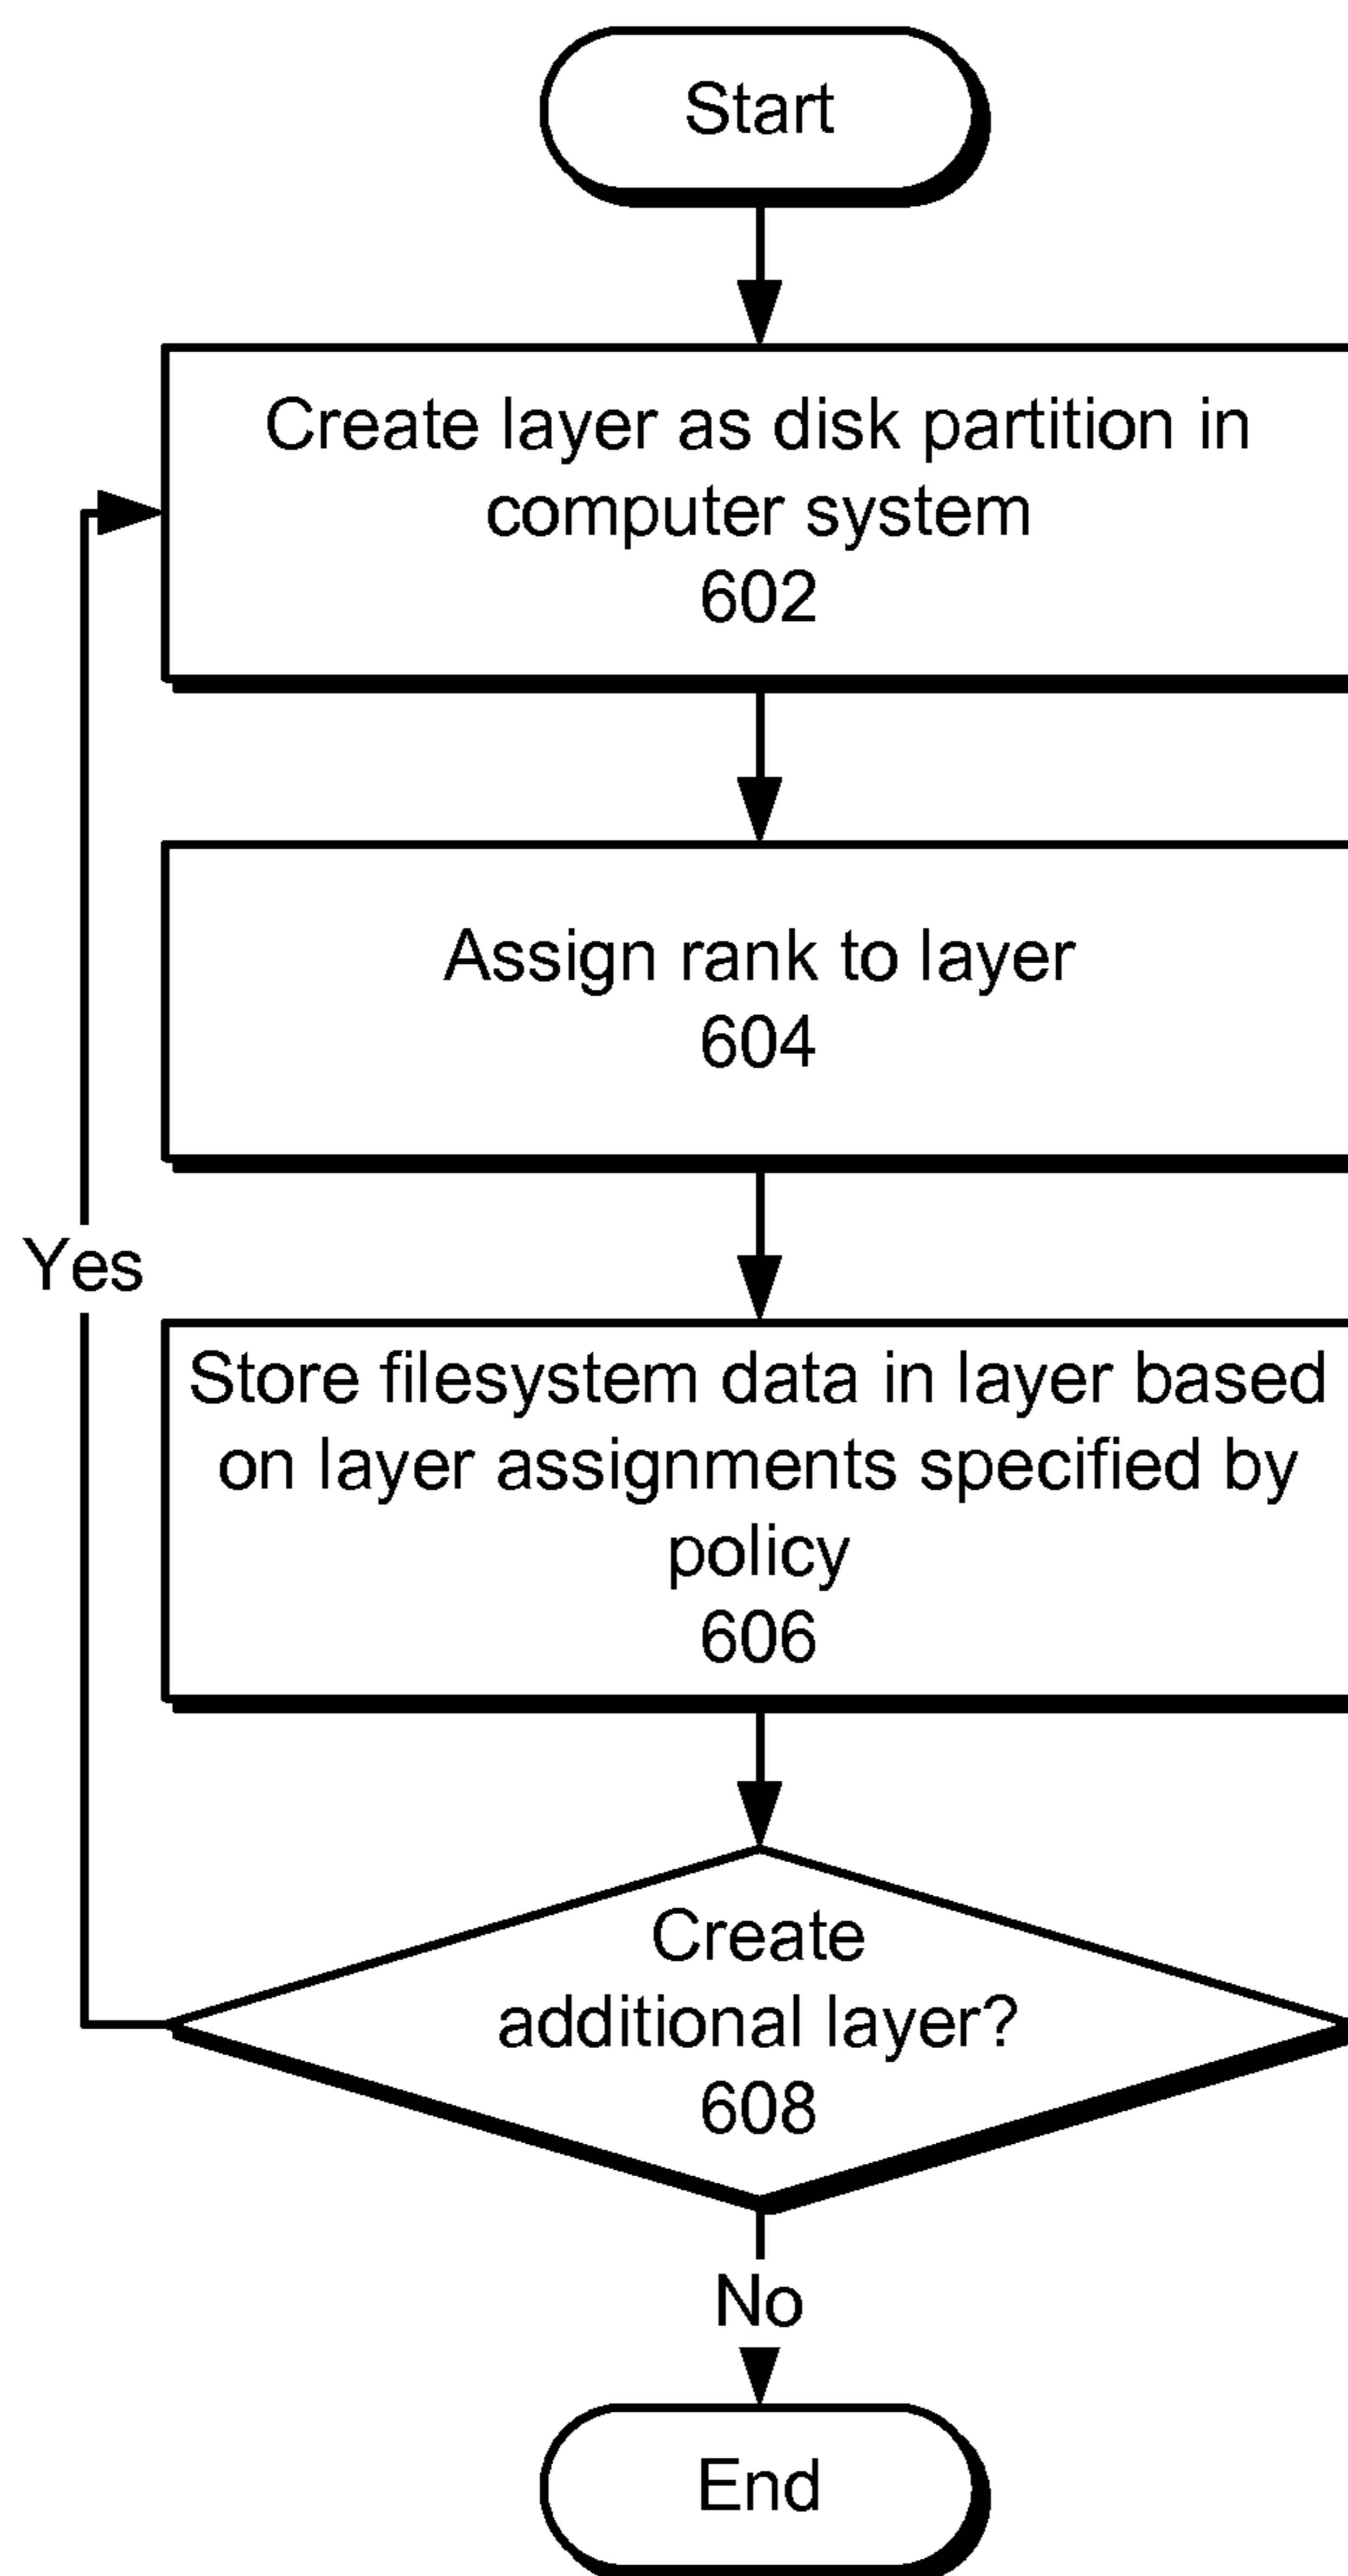 Start
Create layer as disk partition in
computer system
602
Assign rank to layer
604
Yes
Store filesystem data in layer based
on layer assignments specified by
policy
606
Create
additional layer?
608
No
End